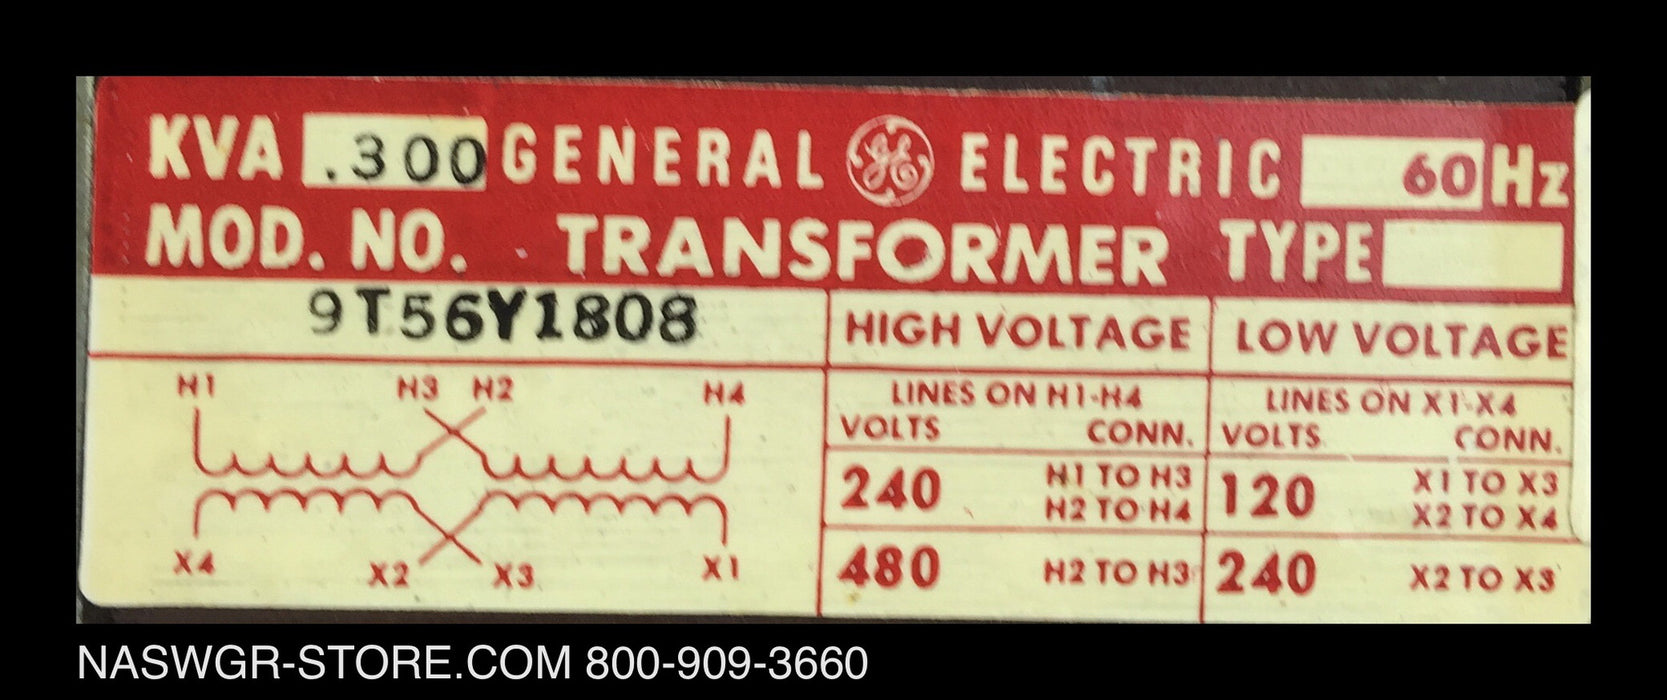 KVA .300 GENERAL GE ELECTRIC 60 Hz
MOD. NO. TRANSFORMER TYPE
9T56Y1808
HIGH VOLTAGE LOW VOLTAGE
H1 H3 H2 H4
LINES ON H1-H4 LINES ON X1-X4
VOLTS CONN. VOLTS CONN.
240 H1 TO H3 120 X1 TO X3
H2 TO H4 X2 TO X4
X4 X2 X3 X1
480 H2 TO H3 240 X2 TO X3
NASWGR-STORE.COM 800-909-3660